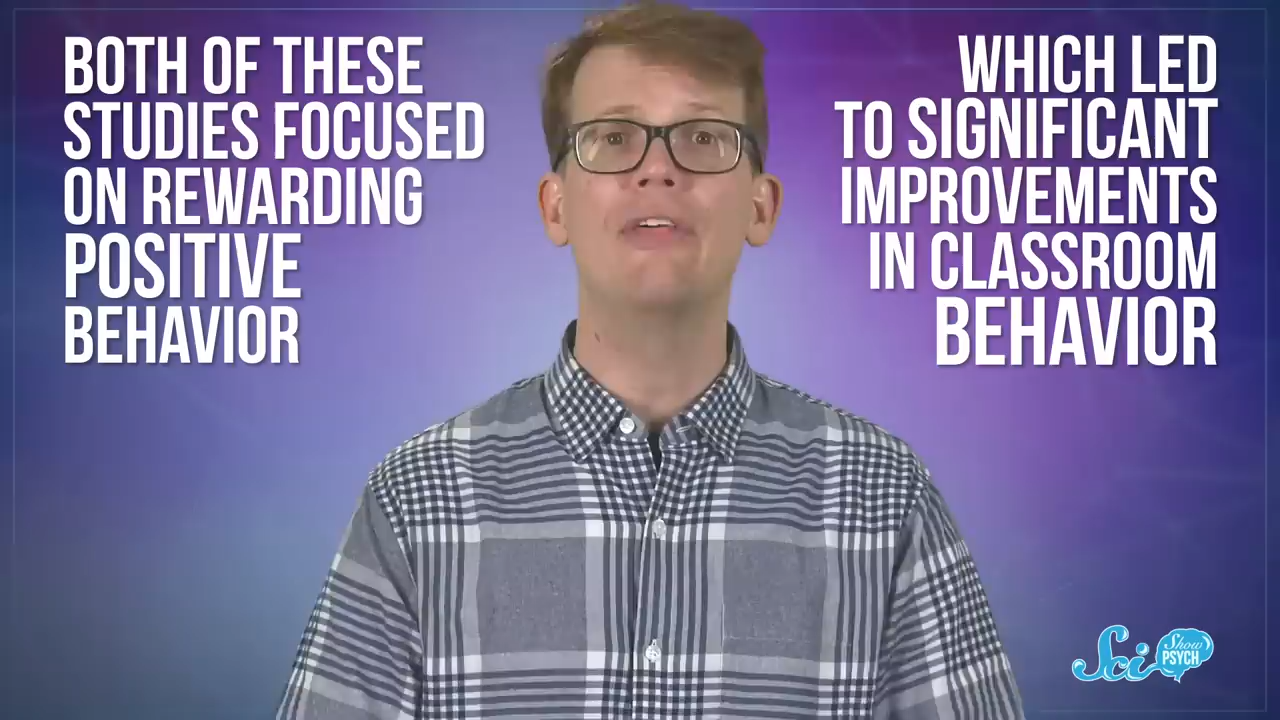 BOTH OF THESE
STUDIES FOCUSED
ON REWARDING
POSITIVE
BEHAVIOR
WHICH LED
TO SIGNIFICANT
IMPROVEMENTS
IN CLASSROOM
BEHAVIOR
Sci Show
PSYCH